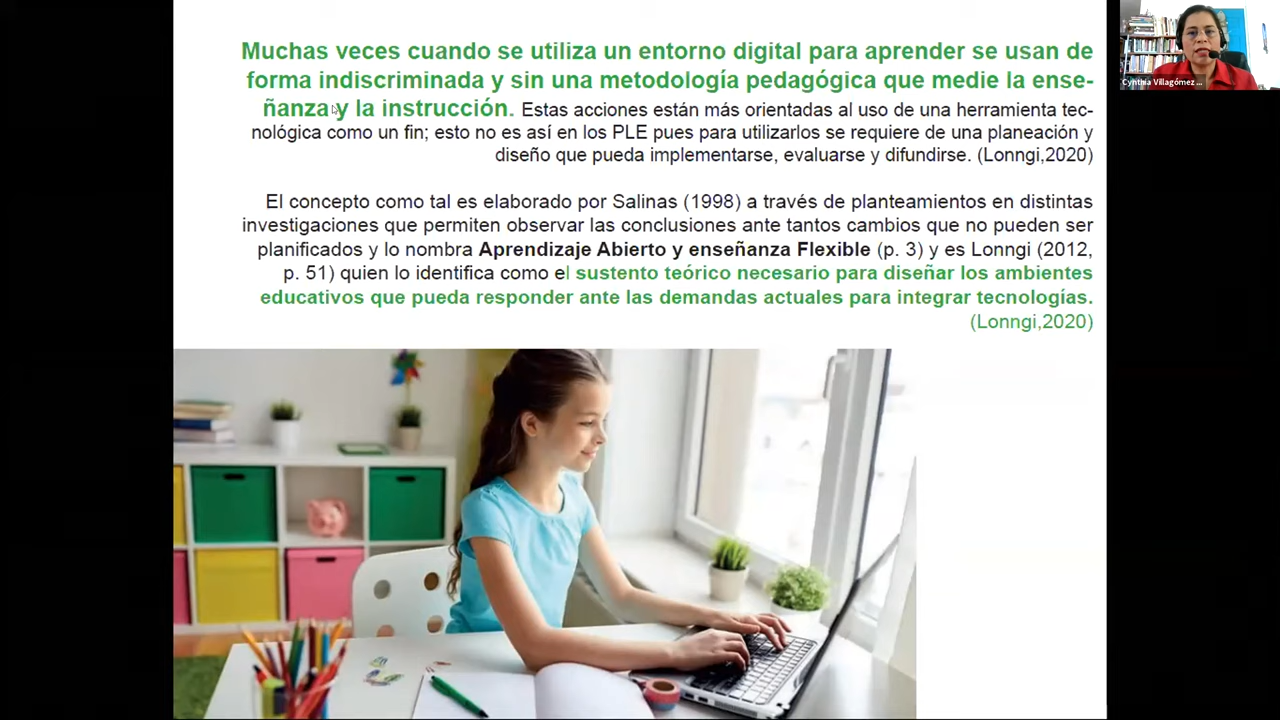 Muchas veces cuando se utiliza un entorno digital para aprender se usan de
forma indiscriminada y sin una metodología pedagógica que medie la ense-
ñanza y la instrucción. Estas acciones están más orientadas al uso de una herramienta tec-
nológica como un fin; esto no es así en los PLE pues para utilizarlos se requiere de una planeación y
diseño que pueda implementarse, evaluarse y difundirse. (Lonngi,2020)
El concepto como tal es elaborado por Salinas (1998) a través de planteamientos en distintas
investigaciones que permiten observar las conclusiones ante tantos cambios que no pueden ser
planificados y lo nombra Aprendizaje Abierto y enseñanza Flexible (p. 3) y es Lonngi (2012,
p. 51) quien lo identifica como el sustento teórico necesario para diseñar los ambientes
educativos que pueda responder ante las demandas actuales para integrar tecnologías.
(Lonngi,2020)
Cynthia Villagómez ...